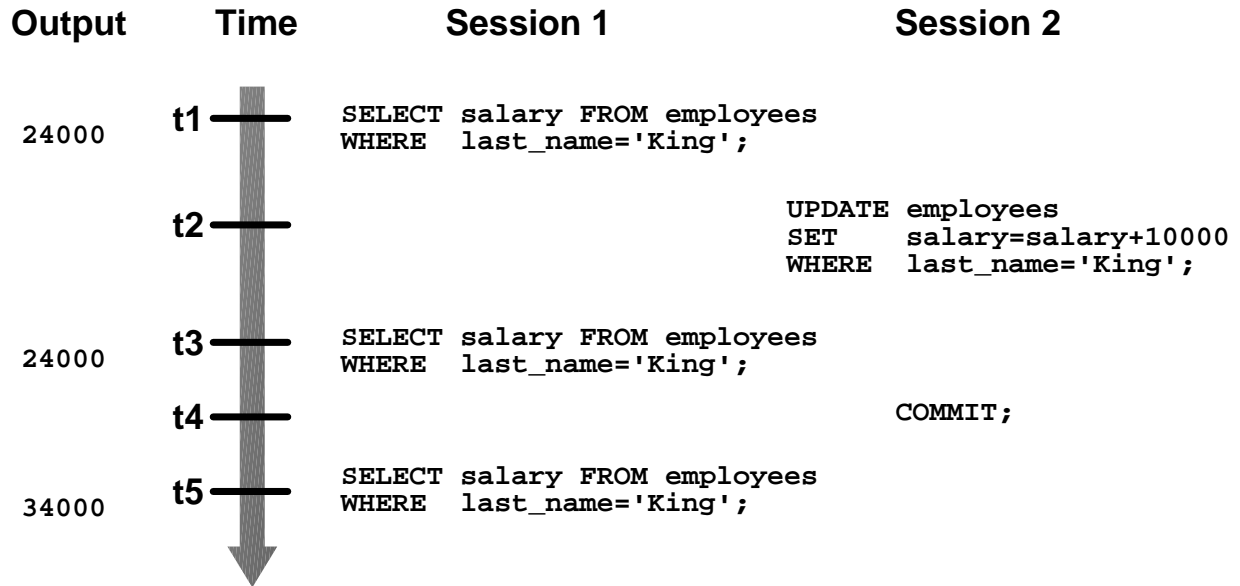 Output Time Session 1 Session 2
t1 SELECT salary FROM employees
24000 WHERE last_name='King';
t2 UPDATE employees
SET salary=salary+10000
WHERE last_name='King';
t3 SELECT salary FROM employees
24000 WHERE last_name='King';
t4 COMMIT;
t5 SELECT salary FROM employees
34000 WHERE last_name='King';